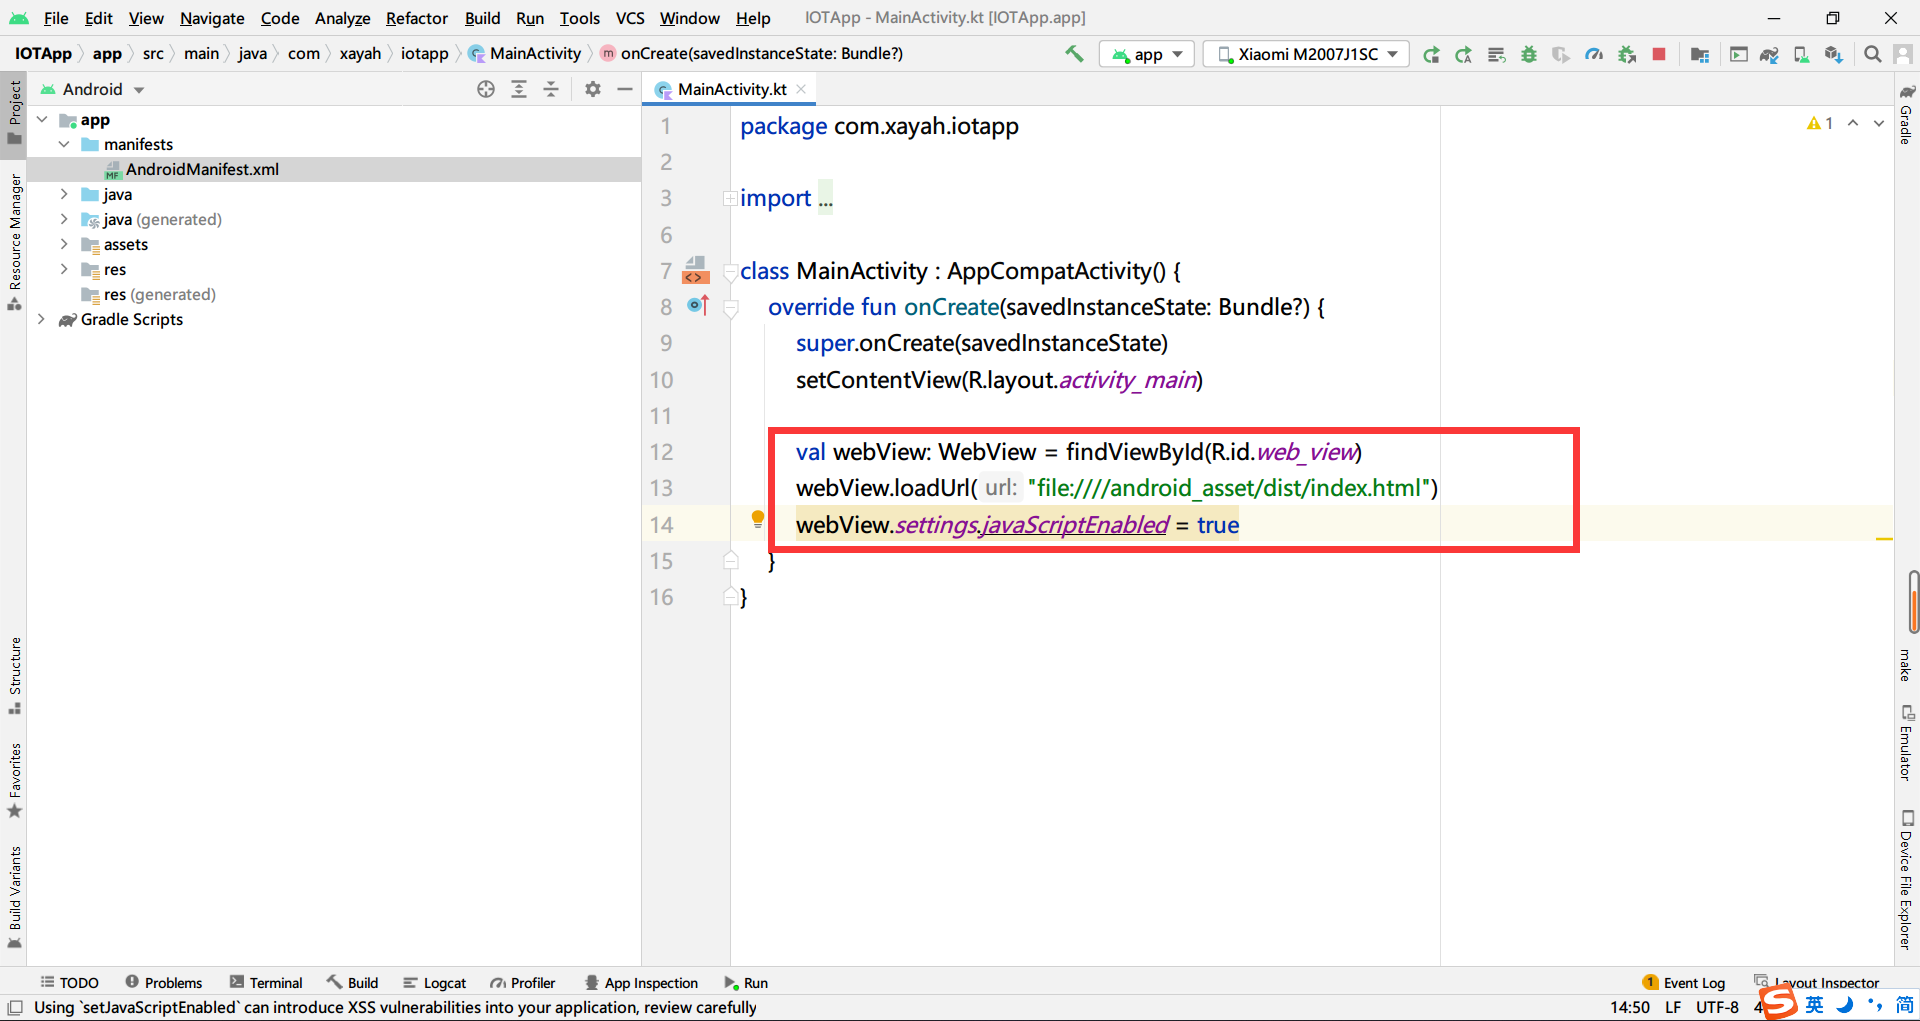 File Edit View Navigate Code Analyze Refactor Build Run Tools VCS Window Help IOTApp - MainActivity.kt [IOTApp.app]
IOTApp app src main java com xayah iotapp MainActivity onCreate(savedInstanceState: Bundle?) app Xiaomi M2007J1SC
Project
Resource Manager
Structure
Favorites
Build Variants
Android
app
manifests
AndroidManifest.xml
java
java (generated)
assets
res
res (generated)
Gradle Scripts
MainActivity.kt
1
1 package com.xayah.iotapp
2
3 import ...
6
7 class MainActivity : AppCompatActivity() {
8 override fun onCreate(savedInstanceState: Bundle?) {
9 super.onCreate(savedInstanceState)
10 setContentView(R.layout.activity_main)
11
12 val webView: WebView = findViewById(R.id.web_view)
13 webView.loadUrl( url: "file:////android_asset/dist/index.html")
14 webView.settings.javaScriptEnabled = true
15 }
16 }
Gradle
make
Emulator
Device File Explorer
TODO Problems Terminal Build Logcat Profiler App Inspection Run 1 Event Log Layout Inspector
Using `setJavaScriptEnabled` can introduce XSS vulnerabilities into your application, review carefully 14:50 LF UTF-8 4 英 简